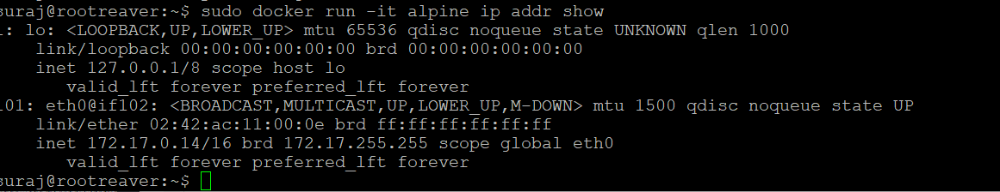 suraj@rootreaver:~$ sudo docker run -it alpine ip addr show
1: lo: <LOOPBACK,UP,LOWER_UP> mtu 65536 qdisc noqueue state UNKNOWN qlen 1000
    link/loopback 00:00:00:00:00:00 brd 00:00:00:00:00:00
    inet 127.0.0.1/8 scope host lo
       valid_lft forever preferred_lft forever
101: eth0@if102: <BROADCAST,MULTICAST,UP,LOWER_UP,M-DOWN> mtu 1500 qdisc noqueue state UP
    link/ether 02:42:ac:11:00:0e brd ff:ff:ff:ff:ff:ff
    inet 172.17.0.14/16 brd 172.17.255.255 scope global eth0
       valid_lft forever preferred_lft forever
suraj@rootreaver:~$